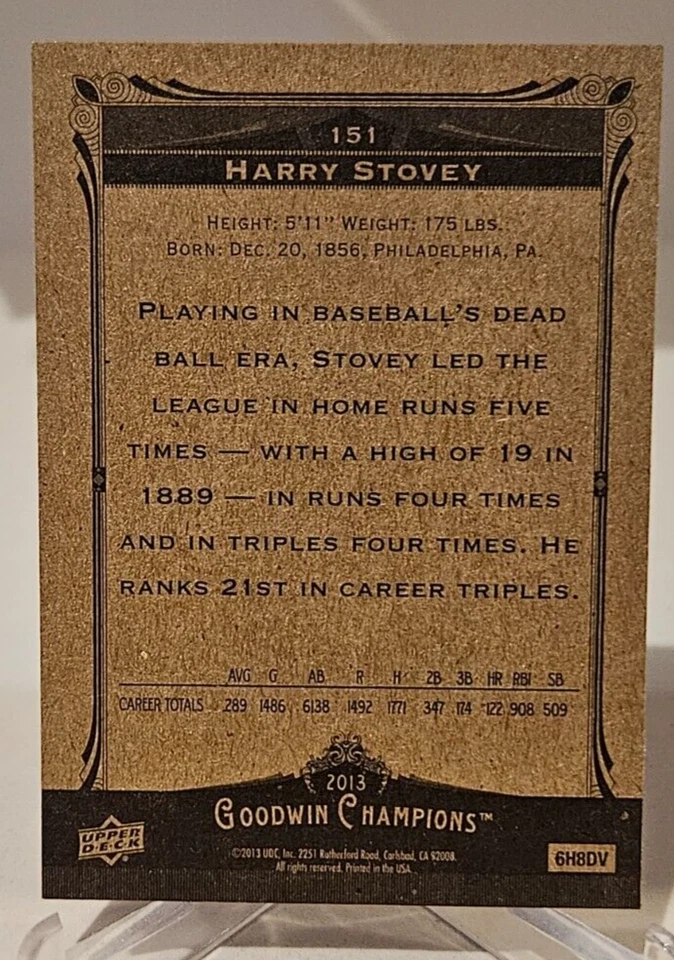 151
HARRY STOVEY
HEIGHT: 5'11" WEIGHT: 175 LBS.
BORN: DEC. 20, 1856, PHILADELPHIA, PA.
PLAYING IN BASEBALL'S DEAD
BALL ERA, STOVEY LED THE
LEAGUE IN HOME RUNS FIVE
TIMES — WITH A HIGH OF 19 IN
1889 — IN RUNS FOUR TIMES
AND IN TRIPLES FOUR TIMES. HE
RANKS 21ST IN CAREER TRIPLES.
AVG G AB R H 2B 3B HR RBI SB
CAREER TOTALS .289 1486 6138 1492 1771 347 174 122 908 509
2013
GOODWIN CHAMPIONS™
UPPER
D·E·C·K
©2013 UDC, Inc. 2251 Rutherford Road, Carlsbad, CA 92008.
All rights reserved. Printed in the USA.
6H8DV